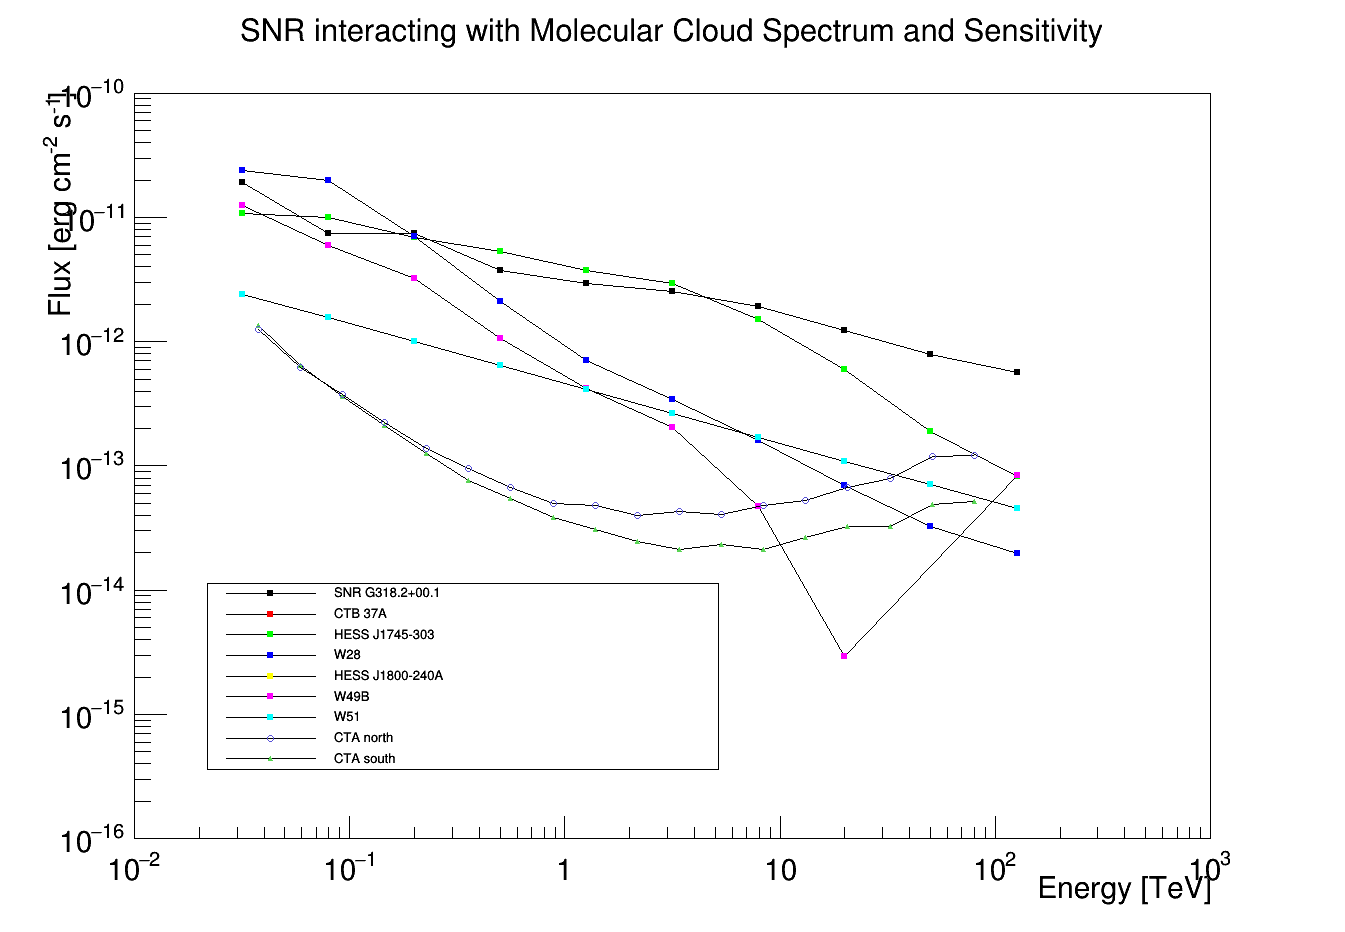 SNR interacting with Molecular Cloud Spectrum and Sensitivity
Flux [erg cm⁻² s⁻¹]
10⁻¹⁰
10⁻¹¹
10⁻¹²
10⁻¹³
10⁻¹⁴
10⁻¹⁵
10⁻¹⁶
SNR G318.2+00.1
CTB 37A
HESS J1745-303
W28
HESS J1800-240A
W49B
W51
CTA north
CTA south
10⁻² 10⁻¹ 1 10 10² 10³
Energy [TeV]